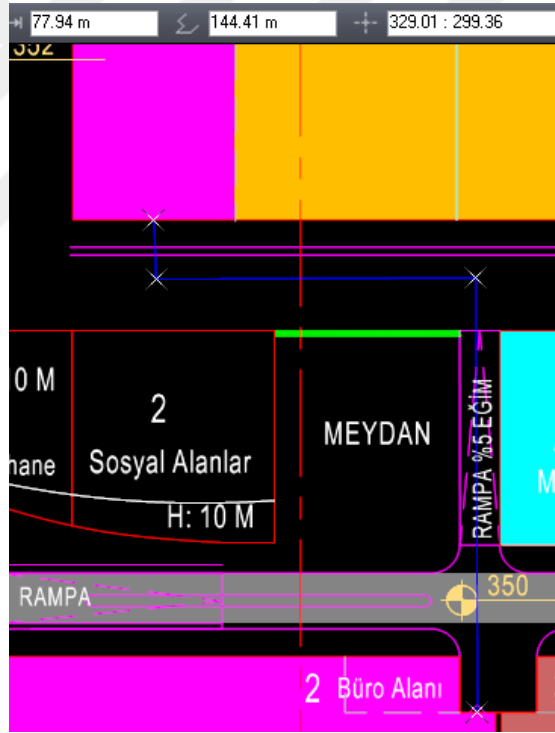 77.94 m
144.41 m
329.01 : 299.36
352
0 M
hane
2
Sosyal Alanlar
H: 10 M
MEYDAN
RAMPA %5 EĞİM
M
RAMPA
350
2 Büro Alanı